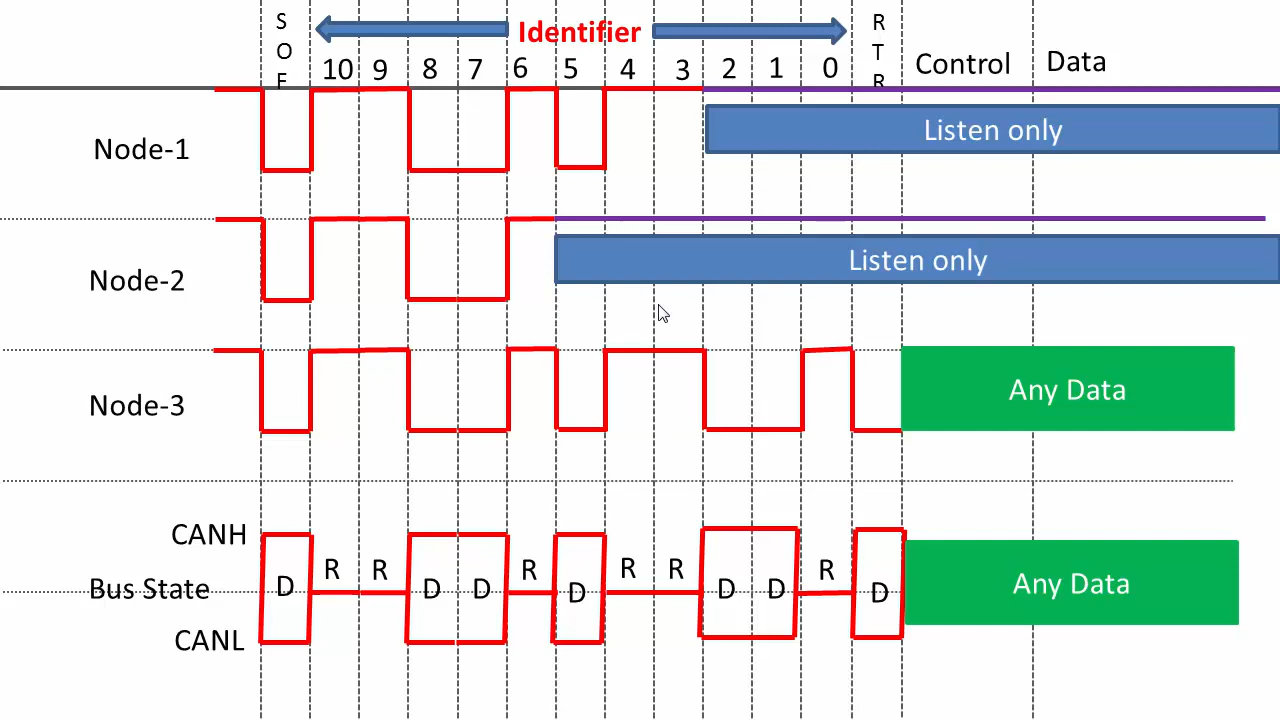 S
O
F
Identifier
R
T
R
10 9 8 7 6 5 4 3 2 1 0
Control Data
Node-1
Listen only
Node-2
Listen only
Node-3
Any Data
CANH
Bus State
CANL
D R R D D R D R R D D R D
Any Data